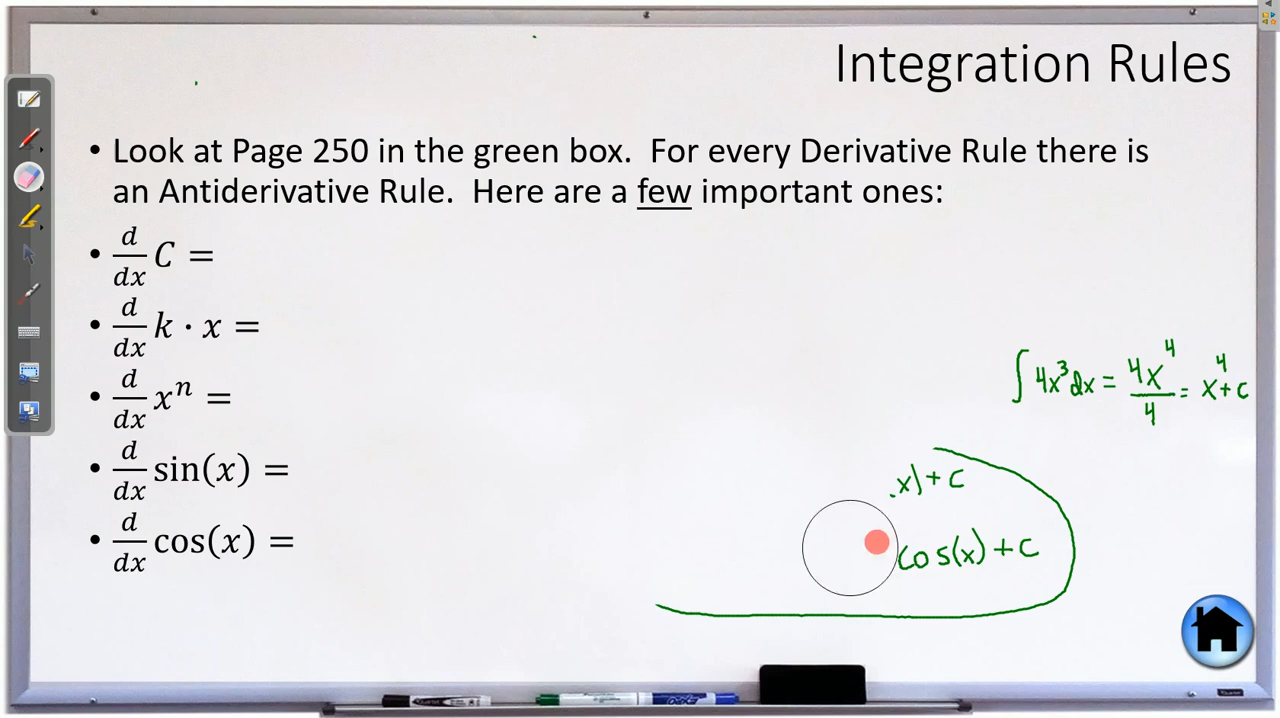 Integration Rules
• Look at Page 250 in the green box. For every Derivative Rule there is
an Antiderivative Rule. Here are a few important ones:
• d/dx C =
• d/dx k · x =
∫ 4x³dx = 4x⁴/4 = x⁴+c
• d/dx xⁿ =
• d/dx sin(x) =
x)+c
• d/dx cos(x) =
cos(x)+c